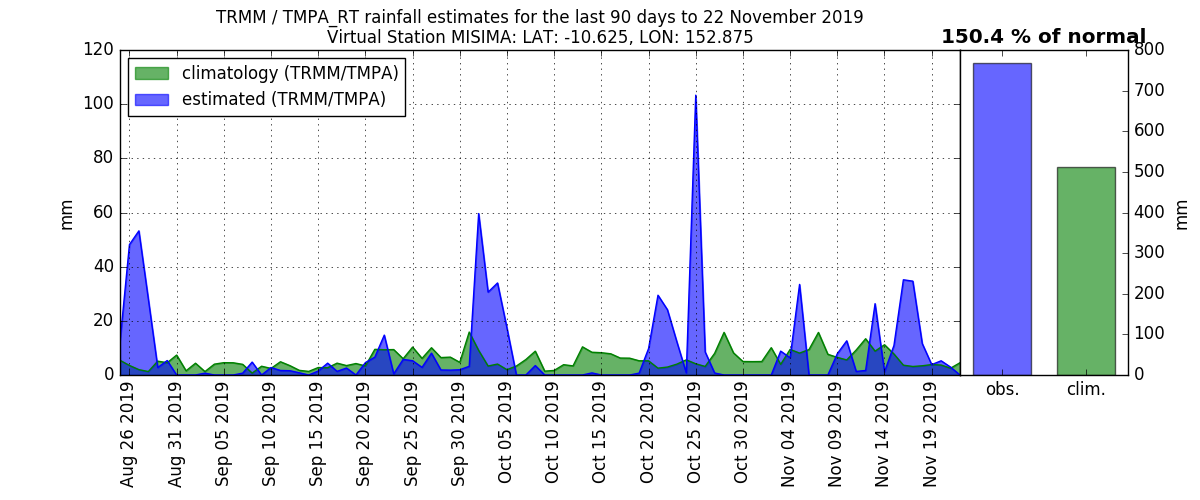 TRMM / TMPA_RT rainfall estimates for the last 90 days to 22 November 2019
Virtual Station MISIMA: LAT: -10.625, LON: 152.875
150.4 % of normal
climatology (TRMM/TMPA)
estimated (TRMM/TMPA)
mm
120
100
80
60
40
20
0
Aug 26 2019
Aug 31 2019
Sep 05 2019
Sep 10 2019
Sep 15 2019
Sep 20 2019
Sep 25 2019
Sep 30 2019
Oct 05 2019
Oct 10 2019
Oct 15 2019
Oct 20 2019
Oct 25 2019
Oct 30 2019
Nov 04 2019
Nov 09 2019
Nov 14 2019
Nov 19 2019
obs.
clim.
800
700
600
500
400
300
200
100
0
mm